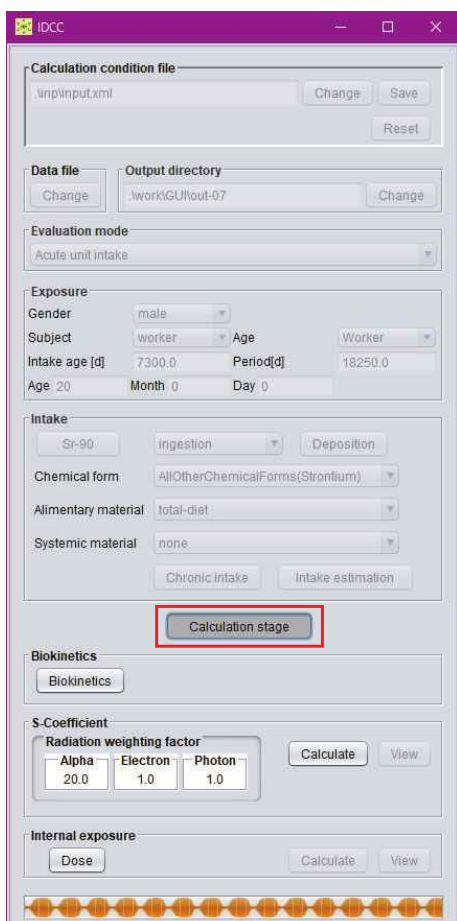 IDCC
Calculation condition file
.\inp\input.xml Change Save
Reset
Data file Output directory
Change .\work\GUI\out-07 Change
Evaluation mode
Acute unit intake
Exposure
Gender male
Subject worker Age Worker
Intake age [d] 7300.0 Period[d] 18250.0
Age 20 Month 0 Day 0
Intake
Sr-90 ingestion Deposition
Chemical form AllOtherChemicalForms(Strontium)
Alimentary material total-diet
Systemic material none
Chronic intake Intake estimation
Calculation stage
Biokinetics
Biokinetics
S-Coefficient
Radiation weighting factor
Alpha Electron Photon Calculate View
20.0 1.0 1.0
Internal exposure
Dose Calculate View